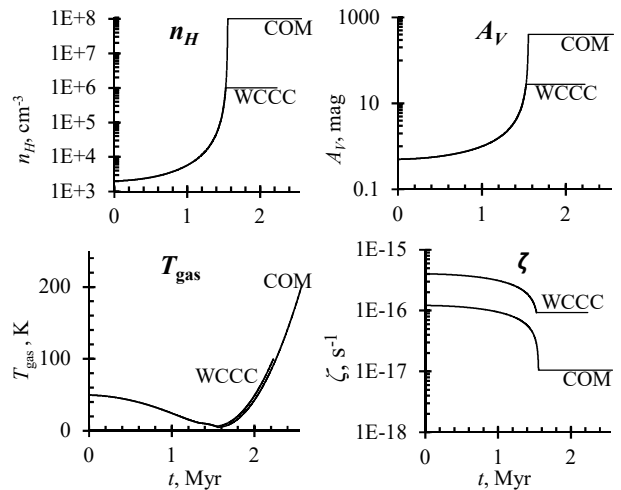 n_H
A_V
1E+8
1E+7
1E+6
1E+5
1E+4
1E+3
n_H, cm⁻³
COM
WCCC
0
1
2
1000
10
0.1
A_V, mag
COM
WCCC
0
1
2
T_gas
ζ
200
100
0
T_gas, K
COM
WCCC
0
1
2
t, Myr
1E-15
1E-16
1E-17
1E-18
ζ, s⁻¹
WCCC
COM
0
1
2
t, Myr